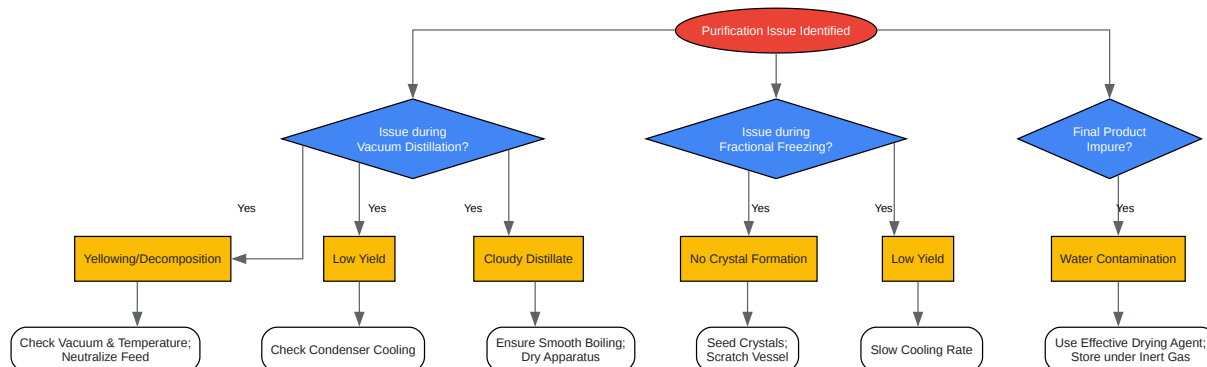 Purification Issue Identified
Issue during
Vacuum Distillation?
Issue during
Fractional Freezing?
Final Product
Impure?
Yes
Yes
Yes
Yes
Yes
Yes
Yellowing/Decomposition
Low Yield
Cloudy Distillate
No Crystal Formation
Low Yield
Water Contamination
Check Vacuum & Temperature;
Neutralize Feed
Check Condenser Cooling
Ensure Smooth Boiling;
Dry Apparatus
Seed Crystals;
Scratch Vessel
Slow Cooling Rate
Use Effective Drying Agent;
Store under Inert Gas